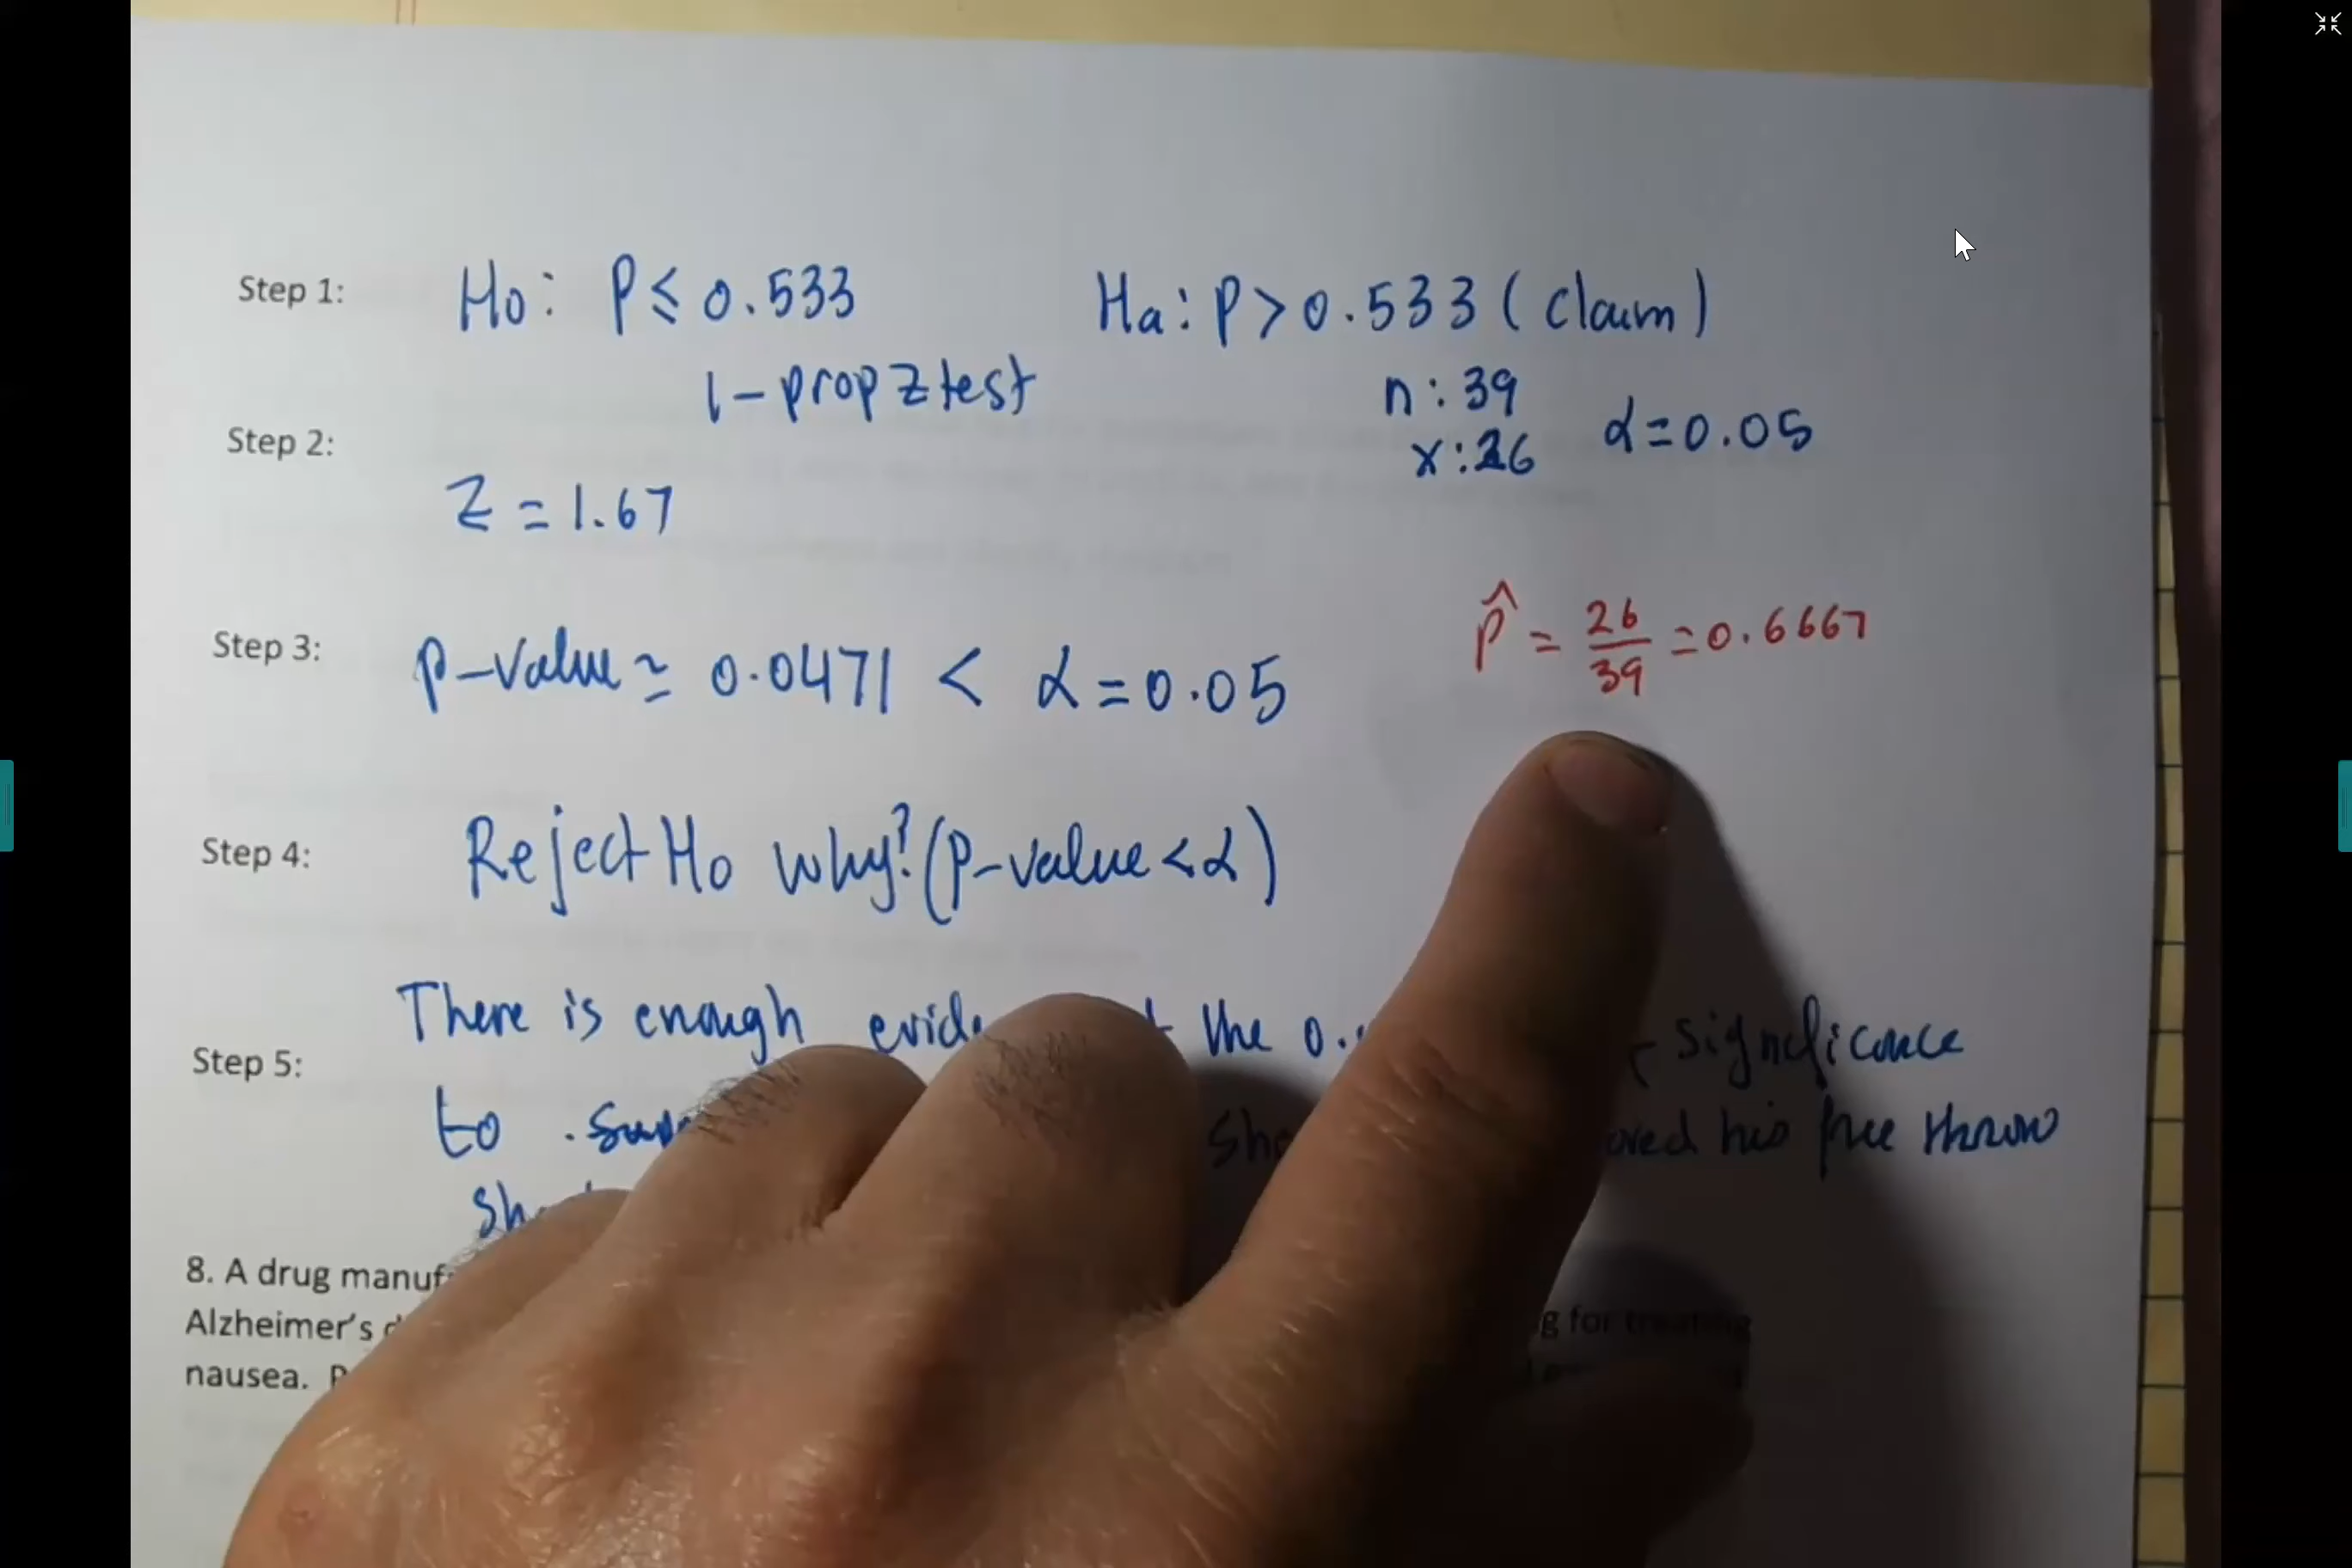 Step 1: Ho: P ≤ 0.533 Ha: P > 0.533 (Claim)
1-prop Z test n: 39
Step 2: x: 26 α = 0.05
Z = 1.67
p̂ = 26/39 = 0.6667
Step 3: P-value ≃ 0.0471 < α = 0.05
Step 4: Reject Ho why? (P-value < α)
There is enough the 0. significance
Step 5:
to his free throw
8. A drug
Alzheimer's for
nausea.